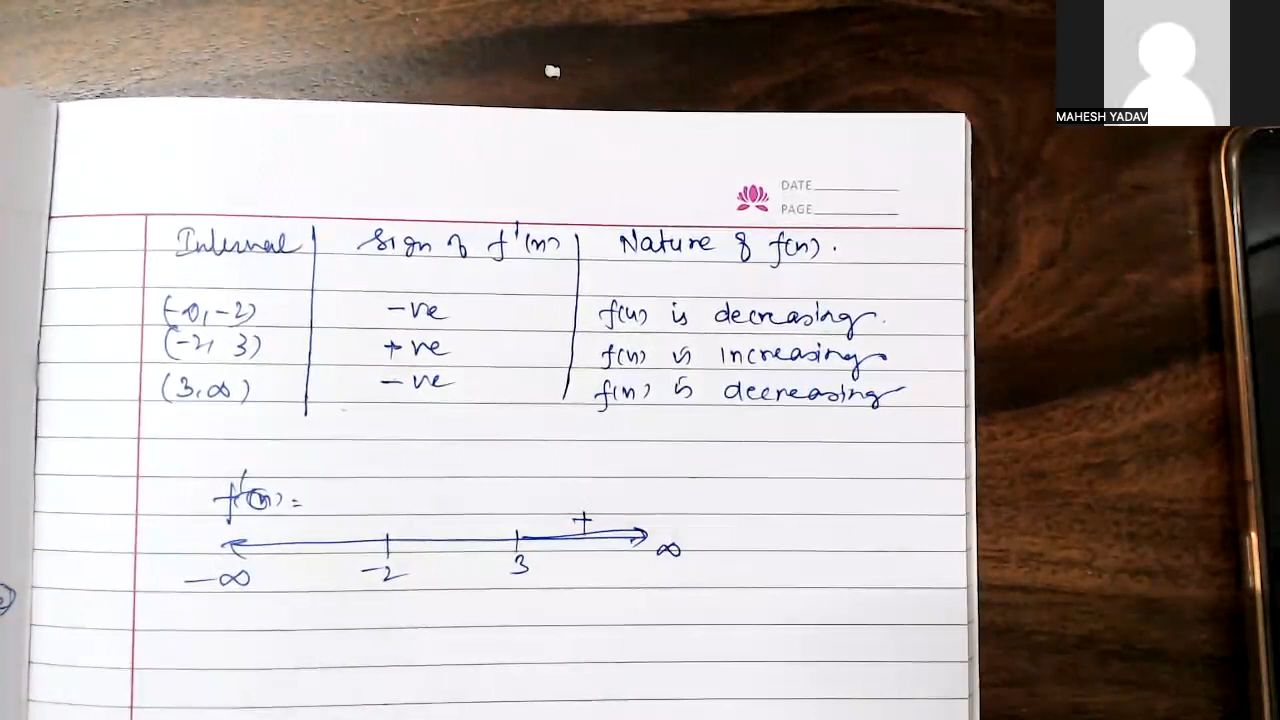 MAHESH YADAV
DATE
PAGE
Interval Sign of f'(x) Nature of f(x).
(-∞,-2) -ve f(x) is decreasing.
(-2, 3) +ve f(x) is increasing
(3,∞) -ve f(x) is decreasing
f'(x) =
+
-∞ -2 3 ∞